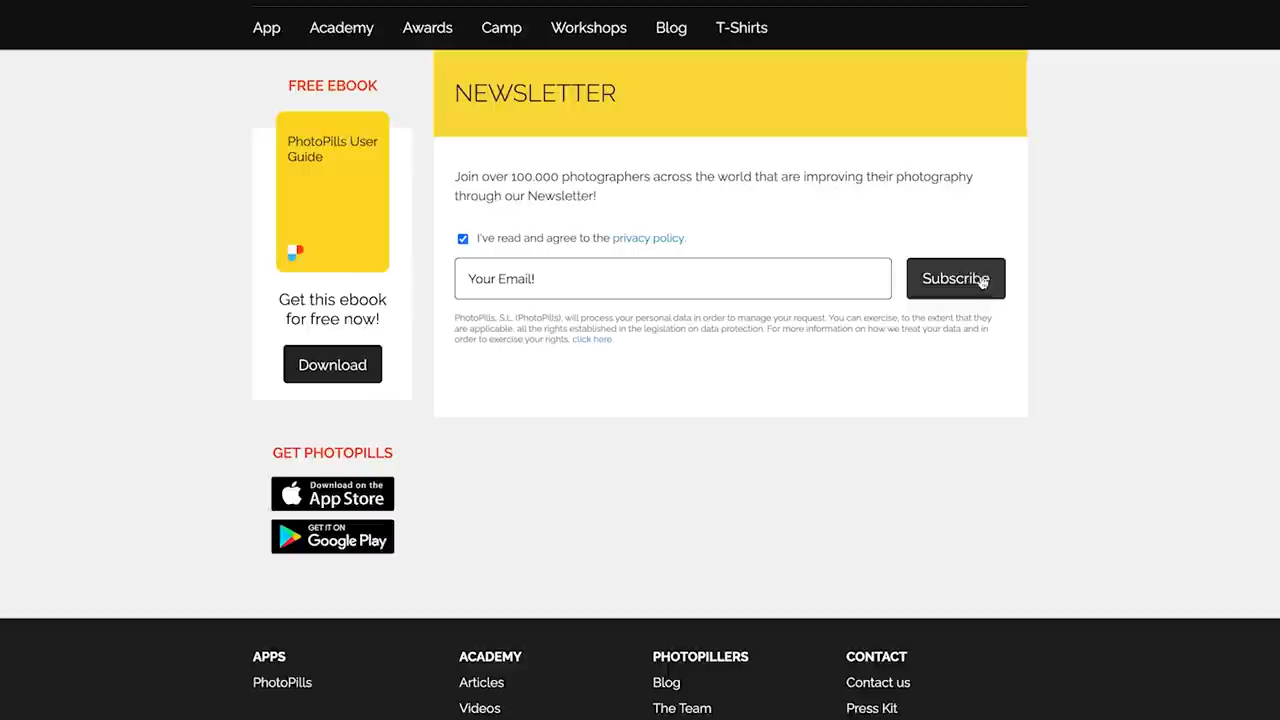 App Academy Awards Camp Workshops Blog T-Shirts
FREE EBOOK
PhotoPills User
Guide
Get this ebook
for free now!
Download
GET PHOTOPILLS
Download on the
App Store
GET IT ON
Google Play
NEWSLETTER
Join over 100.000 photographers across the world that are improving their photography
through our Newsletter!
I've read and agree to the privacy policy.
Your Email!
Subscribe
PhotoPills, S.L. (PhotoPills), will process your personal data in order to manage your request. You can exercise, to the extent that they
are applicable, all the rights established in the legislation on data protection. For more information on how we treat your data and in
order to exercise your rights, click here.
APPS
PhotoPills
ACADEMY
Articles
Videos
PHOTOPILLERS
Blog
The Team
CONTACT
Contact us
Press Kit